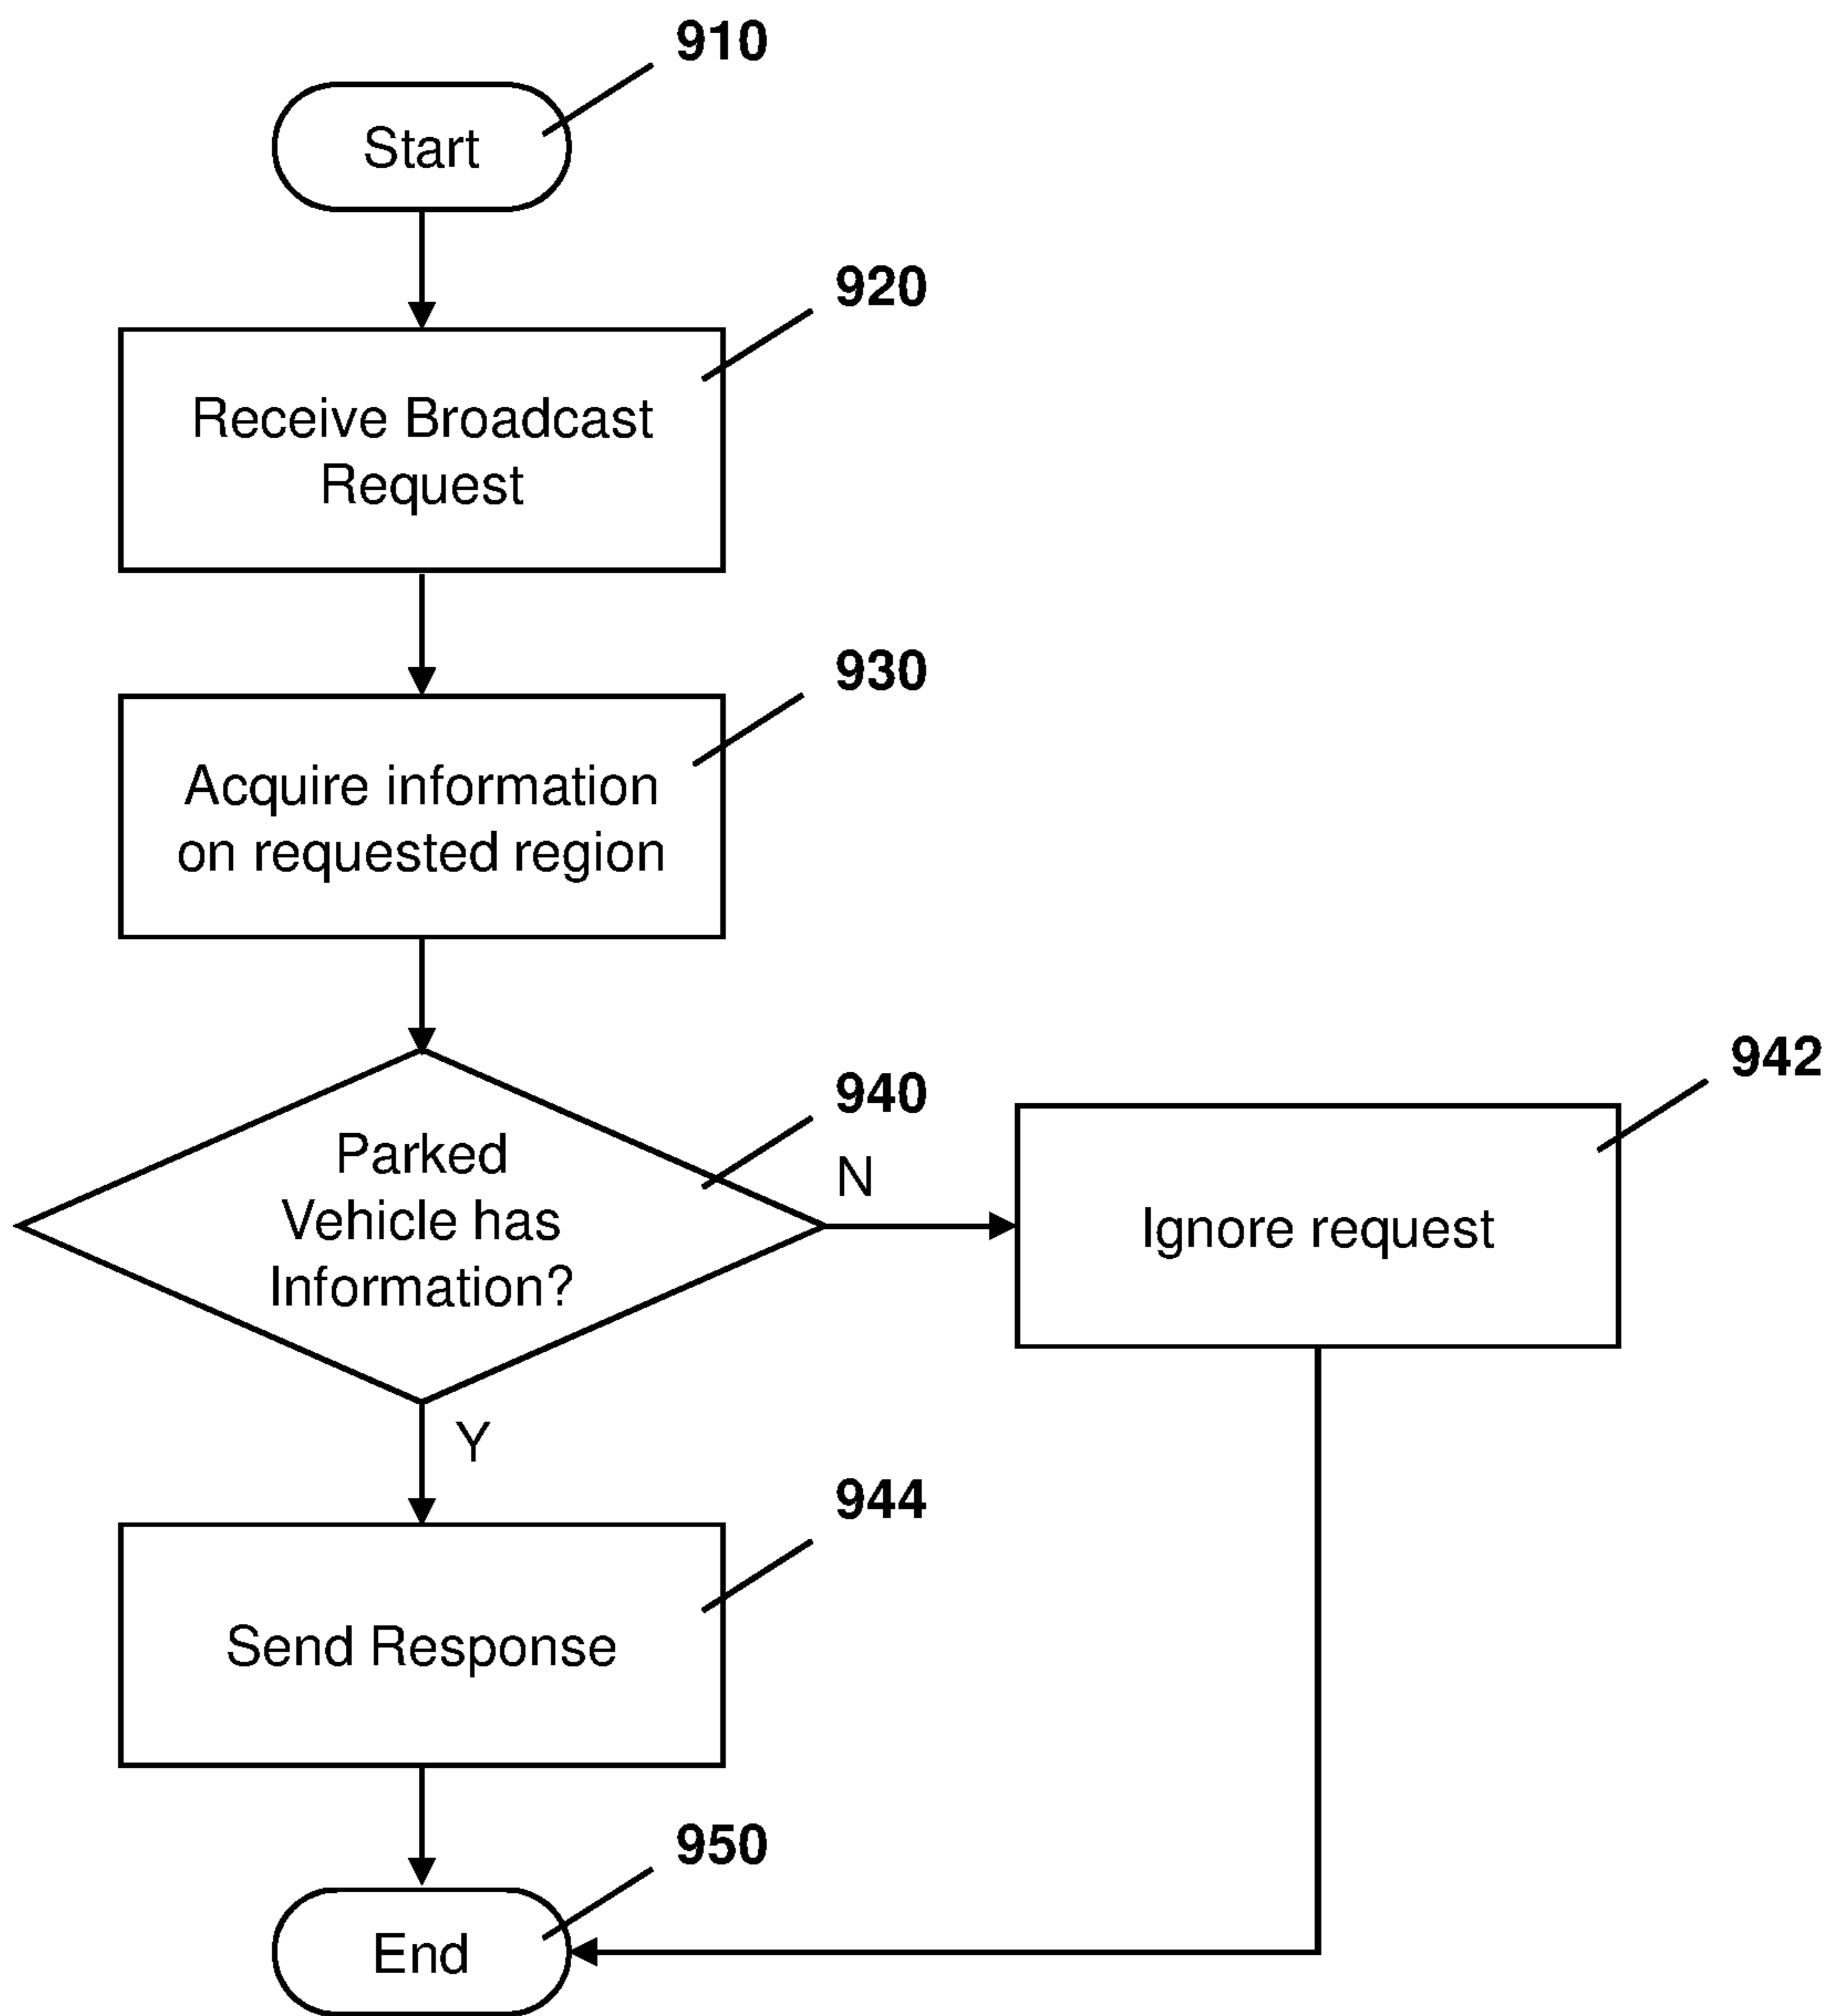 910
Start
920
Receive Broadcast
Request
930
Acquire information
on requested region
940
Parked
Vehicle has
Information?
N
942
Ignore request
Y
944
Send Response
950
End